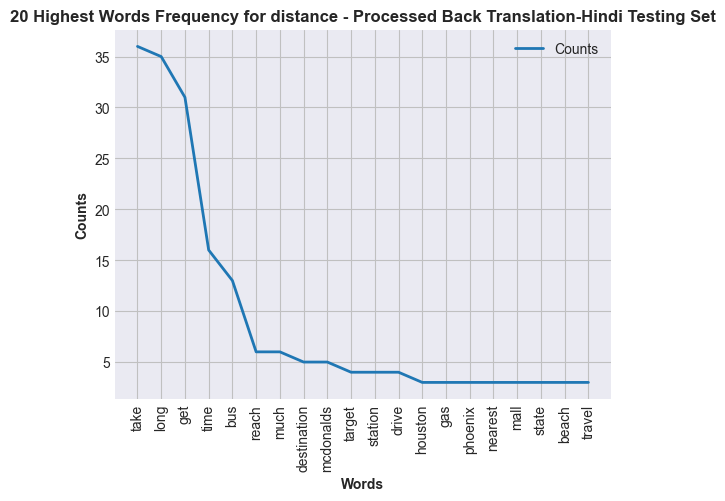 20 Highest Words Frequency for distance - Processed Back Translation-Hindi Testing Set
Counts
35
30
25
20
15
10
5
Counts
take
long
get
time
bus
reach
much
destination
mcdonalds
target
station
drive
houston
gas
phoenix
nearest
mall
state
beach
travel
Words